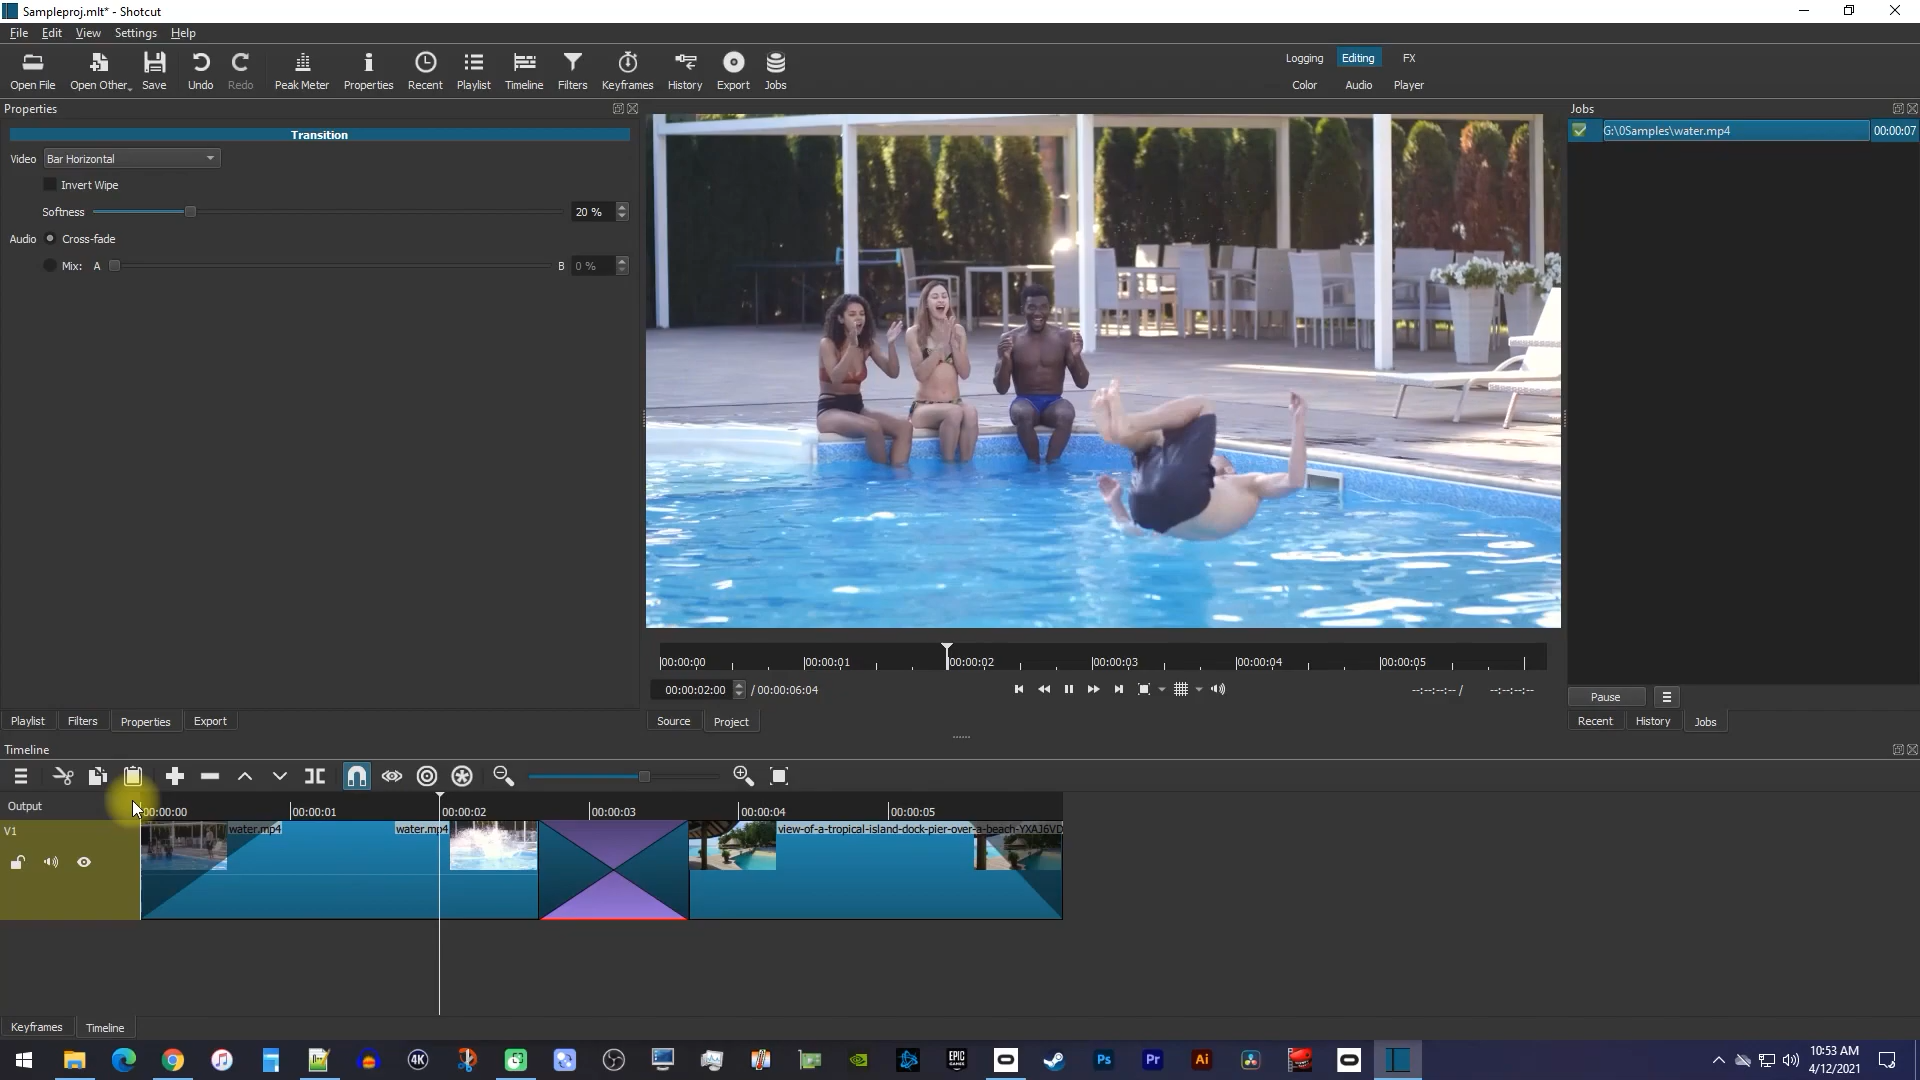 Sampleproj.mlt* - Shotcut
File Edit View Settings Help
Open File Open Other... Save Undo Redo Peak Meter Properties Recent Playlist Timeline Filters Keyframes History Export Jobs
Logging Editing FX
Color Audio Player
Properties
Transition
Video Bar Horizontal
Invert Wipe
Softness 20 %
Audio Cross-fade
Mix: A B 0 %
Playlist Filters Properties Export
00:00:00 00:00:01 00:00:02 00:00:03 00:00:04 00:00:05
00:00:02:00 / 00:00:06:04 --:--:--:-- / --:--:--:--
Source Project
Jobs
G:\0Samples\water.mp4 00:00:07
Pause
Recent History Jobs
Timeline
Output 00:00:00 00:00:01 00:00:02 00:00:03 00:00:04 00:00:05
V1 water.mp4 water.mp4 view-of-a-tropical-island-dock-pier-over-a-beach-YXAJ6VD
Keyframes Timeline
4K EPIC GAMES Ps Pr Ai
10:53 AM
4/12/2021